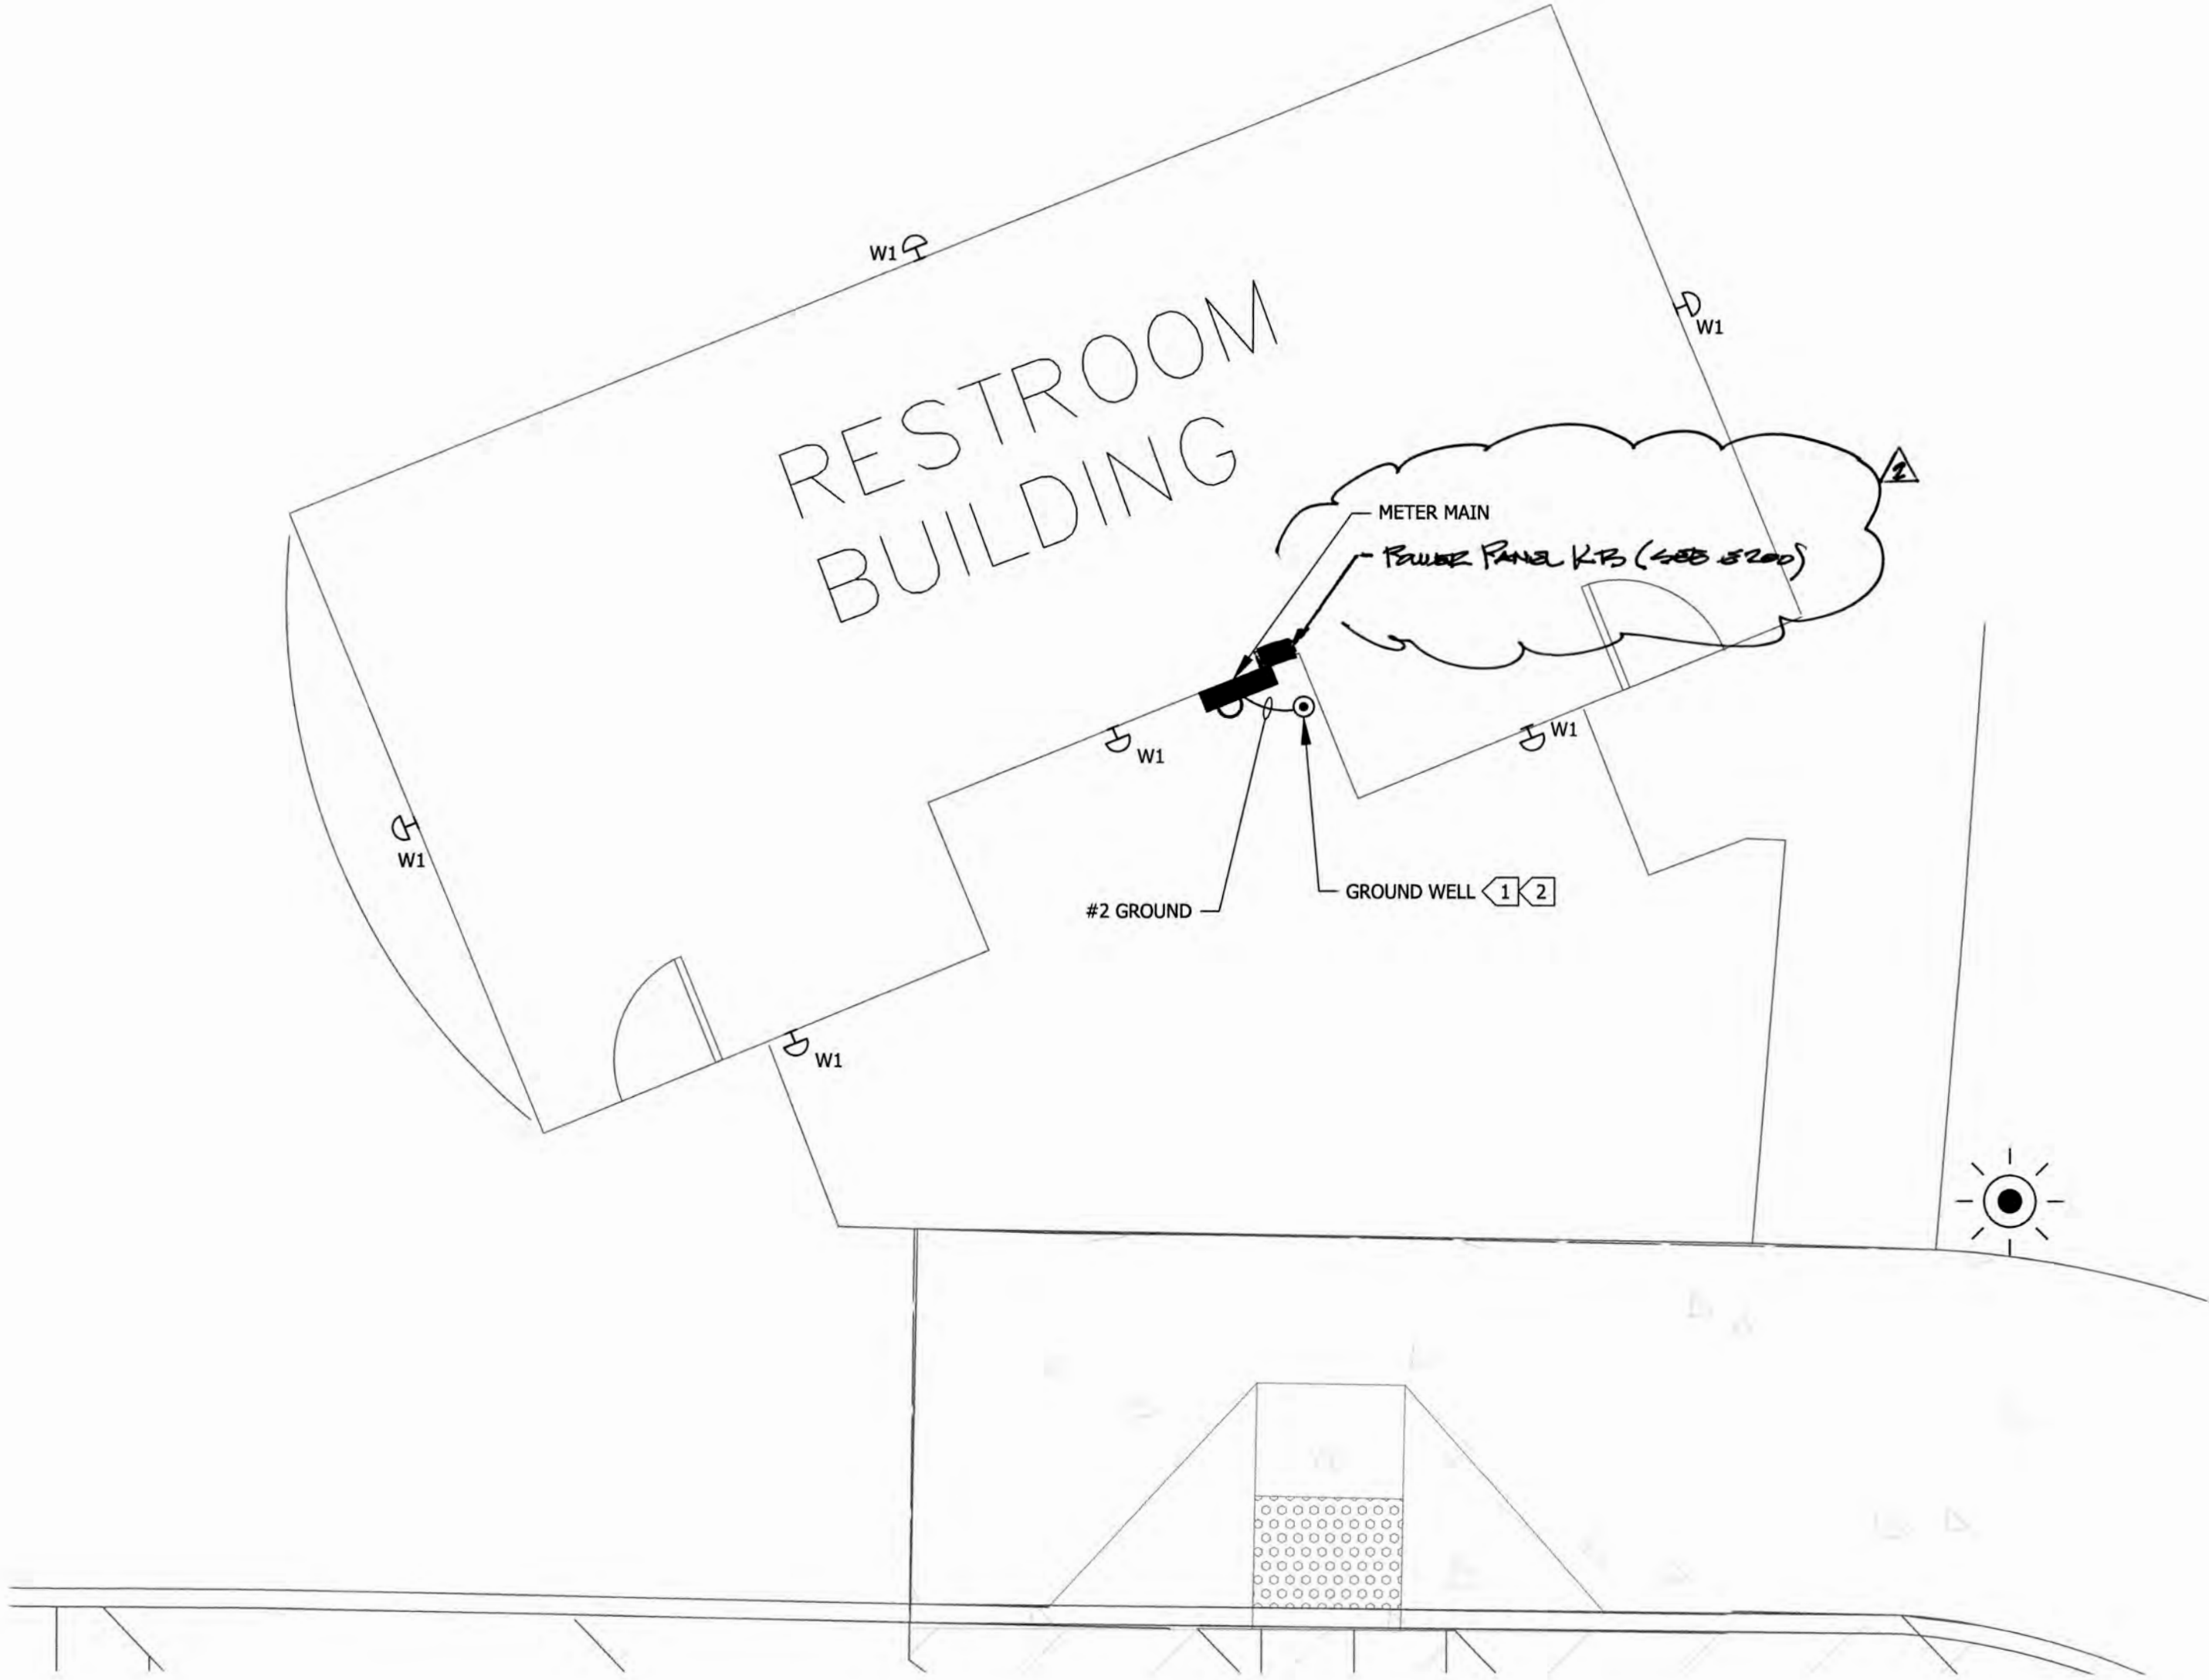 W1
W1
RESTROOM
BUILDING
2
METER MAIN
POWER PANEL KB (SEE E200)
W1
W1
W1
#2 GROUND
GROUND WELL 1 2
W1